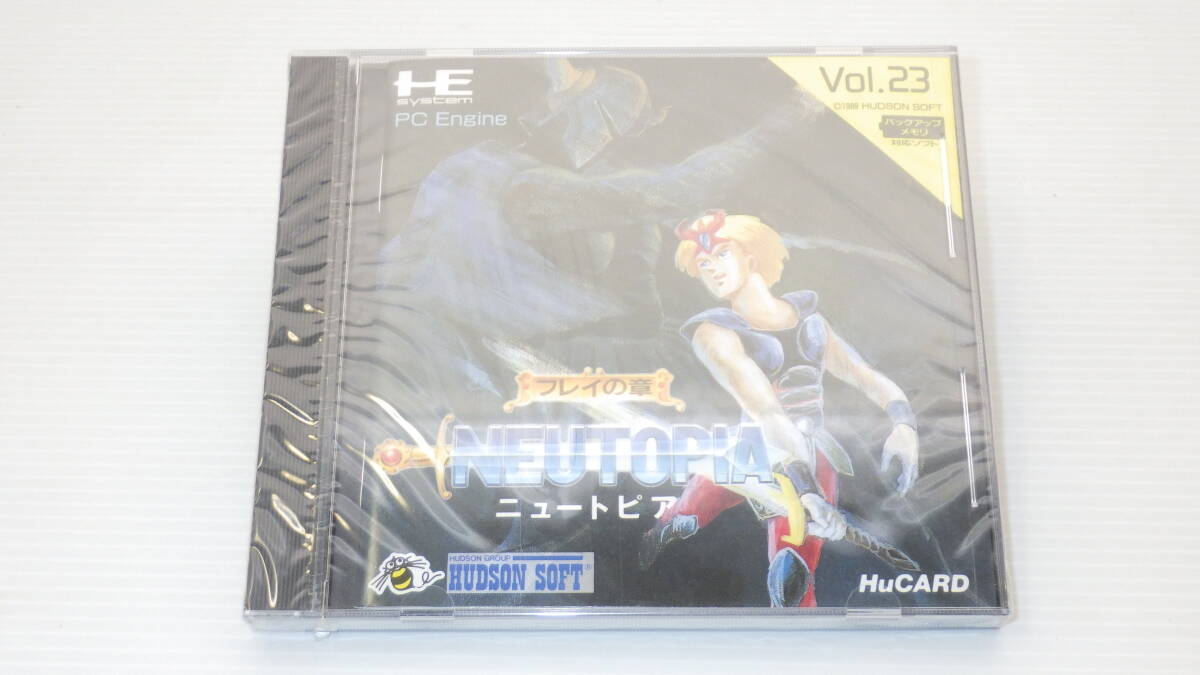 HE
system
PC Engine
Vol.23
©1989 HUDSON SOFT
バックアップ
メモリ
対応ソフト
フレイの章
NEUTOPIA
ニュートピア
HUDSON GROUP
HUDSON SOFT®
HuCARD